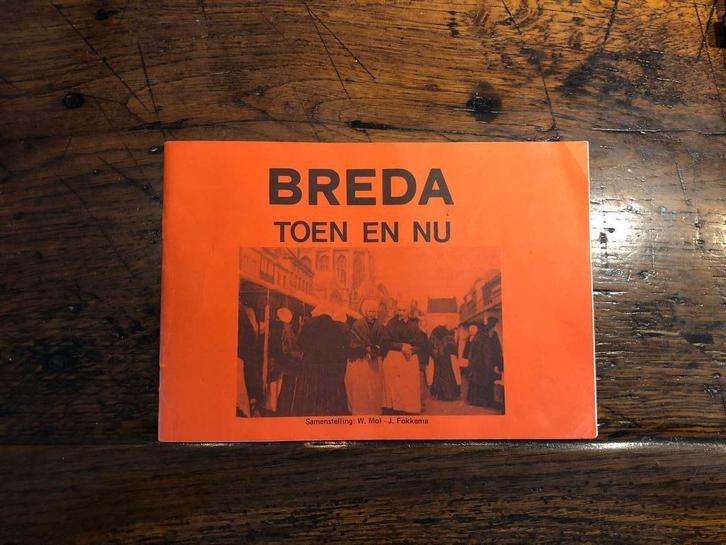 BREDA
TOEN EN NU
Samenstelling: W. Mol - J. Fokkema